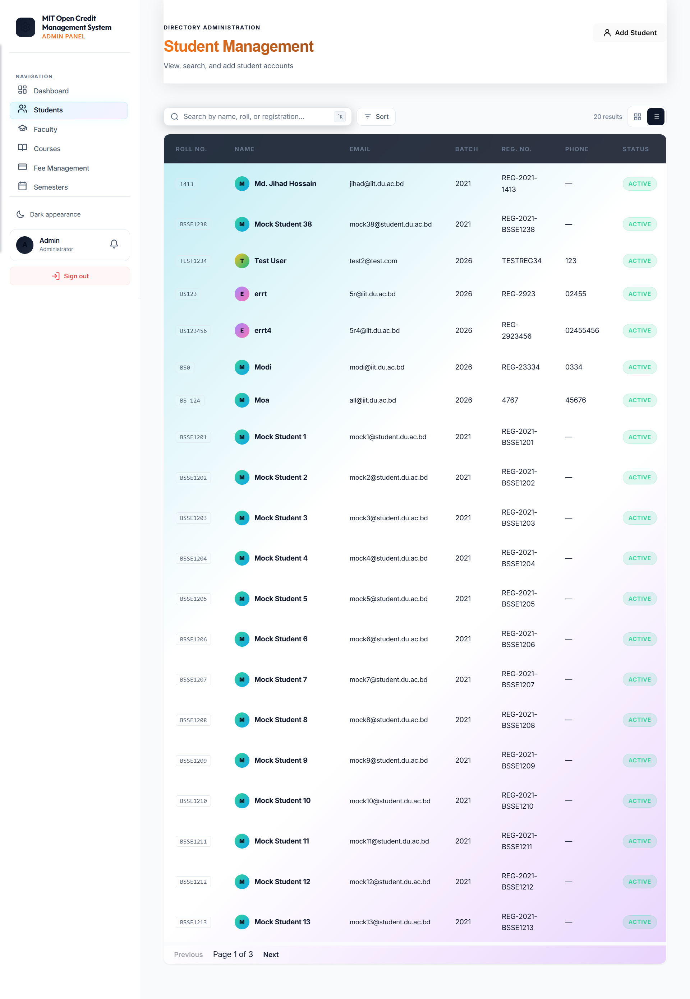 MIT Open Credit
Management System
ADMIN PANEL
NAVIGATION
Dashboard
Students
Faculty
Courses
Fee Management
Semesters
Dark appearance
A
Admin
Administrator
Sign out
DIRECTORY ADMINISTRATION
Student Management
View, search, and add student accounts
Add Student
Search by name, roll, or registration... ^K
Sort
20 results
ROLL NO. NAME EMAIL BATCH REG. NO. PHONE STATUS
1413 M Md. Jihad Hossain jihad@iit.du.ac.bd 2021 REG-2021-
1413 — ACTIVE
BSSE1238 M Mock Student 38 mock38@student.du.ac.bd 2021 REG-2021-
BSSE1238 — ACTIVE
TEST1234 T Test User test2@test.com 2026 TESTREG34 123 ACTIVE
BS123 E errt 5r@iit.du.ac.bd 2026 REG-2923 02455 ACTIVE
BS123456 E errt4 5r4@iit.du.ac.bd 2026 REG-
2923456 02455456 ACTIVE
BS0 M Modi modi@iit.du.ac.bd 2026 REG-23334 0334 ACTIVE
BS-124 M Moa all@iit.du.ac.bd 2026 4767 45676 ACTIVE
BSSE1201 M Mock Student 1 mock1@student.du.ac.bd 2021 REG-2021-
BSSE1201 — ACTIVE
BSSE1202 M Mock Student 2 mock2@student.du.ac.bd 2021 REG-2021-
BSSE1202 — ACTIVE
BSSE1203 M Mock Student 3 mock3@student.du.ac.bd 2021 REG-2021-
BSSE1203 — ACTIVE
BSSE1204 M Mock Student 4 mock4@student.du.ac.bd 2021 REG-2021-
BSSE1204 — ACTIVE
BSSE1205 M Mock Student 5 mock5@student.du.ac.bd 2021 REG-2021-
BSSE1205 — ACTIVE
BSSE1206 M Mock Student 6 mock6@student.du.ac.bd 2021 REG-2021-
BSSE1206 — ACTIVE
BSSE1207 M Mock Student 7 mock7@student.du.ac.bd 2021 REG-2021-
BSSE1207 — ACTIVE
BSSE1208 M Mock Student 8 mock8@student.du.ac.bd 2021 REG-2021-
BSSE1208 — ACTIVE
BSSE1209 M Mock Student 9 mock9@student.du.ac.bd 2021 REG-2021-
BSSE1209 — ACTIVE
BSSE1210 M Mock Student 10 mock10@student.du.ac.bd 2021 REG-2021-
BSSE1210 — ACTIVE
BSSE1211 M Mock Student 11 mock11@student.du.ac.bd 2021 REG-2021-
BSSE1211 — ACTIVE
BSSE1212 M Mock Student 12 mock12@student.du.ac.bd 2021 REG-2021-
BSSE1212 — ACTIVE
BSSE1213 M Mock Student 13 mock13@student.du.ac.bd 2021 REG-2021-
BSSE1213 — ACTIVE
Previous Page 1 of 3 Next